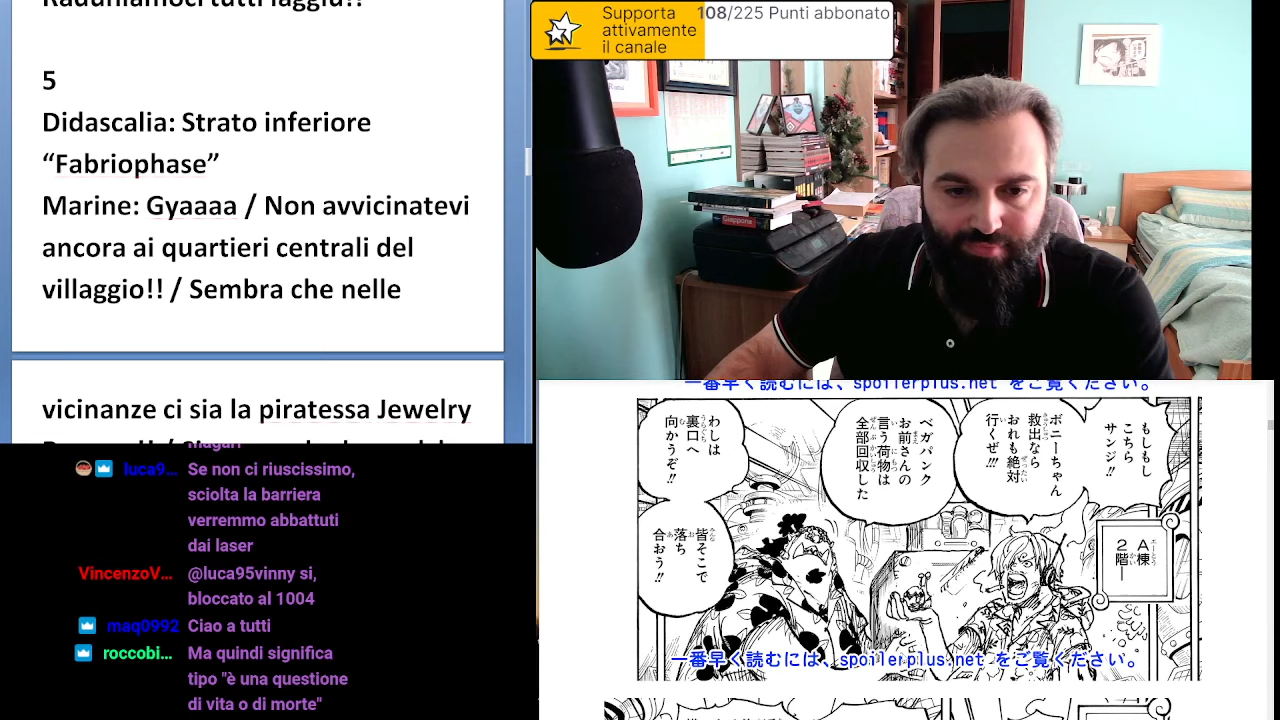 Raduniamoci tutti laggiù!!
5
Didascalia: Strato inferiore
“Fabriophase”
Marine: Gyaaaa / Non avvicinatevi
ancora ai quartieri centrali del
villaggio!! / Sembra che nelle
vicinanze ci sia la piratessa Jewelry
Supporta
attivamente
il canale
108/225 Punti abbonato
Giappone
magari
luca9... Se non ci riuscissimo,
sciolta la barriera
verremmo abbattuti
dai laser
VincenzoV... @luca95vinny si,
bloccato al 1004
maq0992 Ciao a tutti
roccobi... Ma quindi significa
tipo "è una questione
di vita o di morte"
一番早く読むには、spoilerplus.net をご覧ください。
もしもし
こちら
サンジ!!
ボニーちゃん
救出なら
おれも絶対
行くぜ!!!
ベガパンク
お前さんの
言う荷物は
全部回収した
わしは
裏口へ
向かうぞ!!
皆そこで
落ち
合おう!!
A棟
2階ー
一番早く読むには、spoilerplus.net をご覧ください。